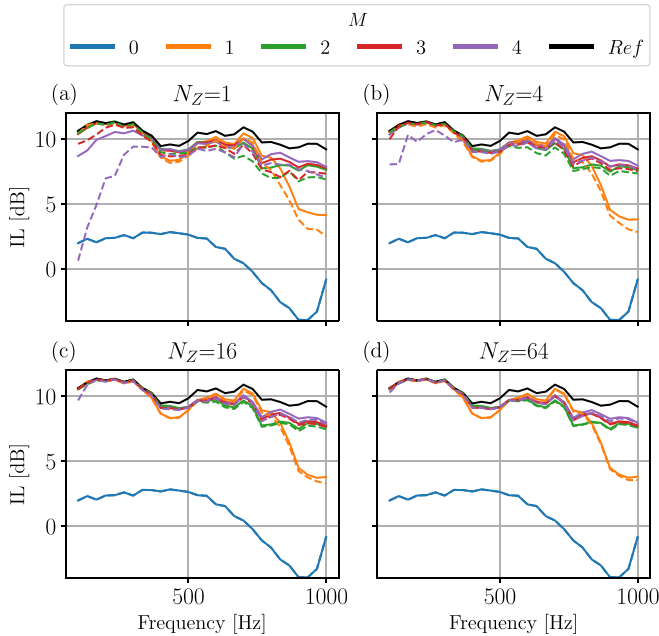 M
0 1 2 3 4 Ref
(a) N_Z=1
(b) N_Z=4
10
5
0
IL [dB]
(c) N_Z=16
(d) N_Z=64
10
5
0
IL [dB]
500 1000
500 1000
Frequency [Hz]
Frequency [Hz]